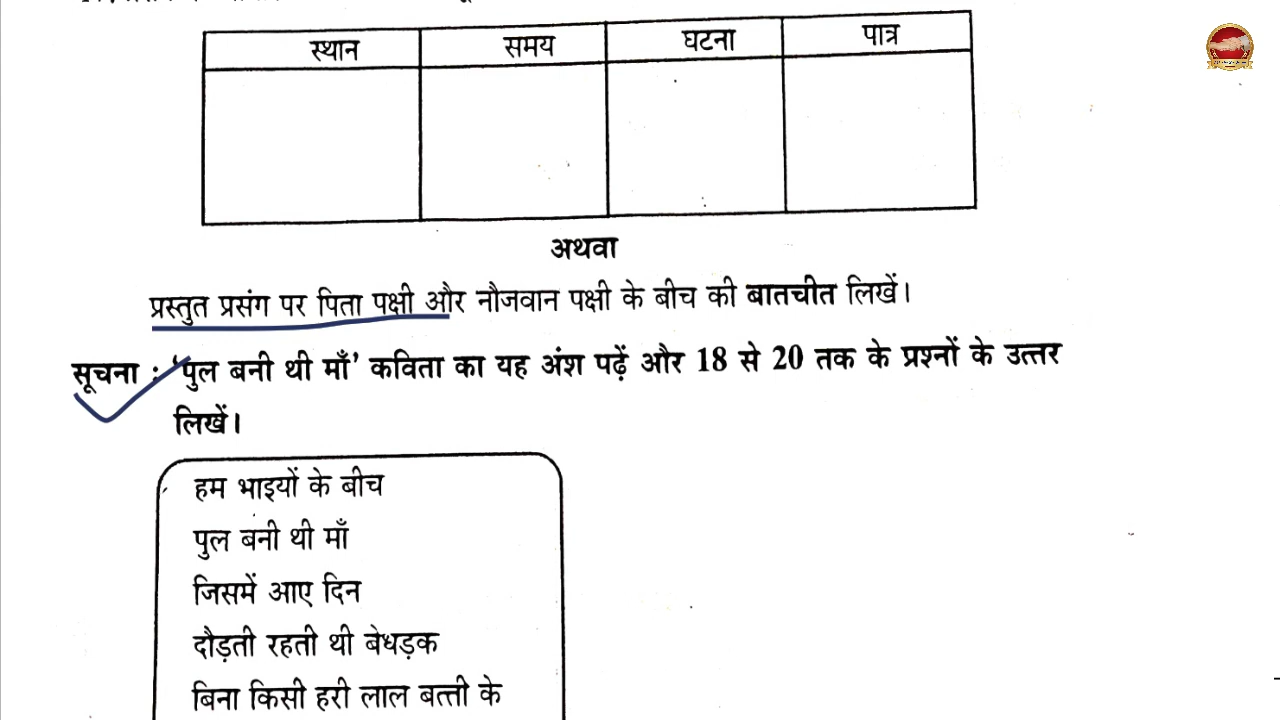 स्थान समय घटना पात्र
अथवा
प्रस्तुत प्रसंग पर पिता पक्षी और नौजवान पक्षी के बीच की बातचीत लिखें।
सूचना : 'पुल बनी थी माँ' कविता का यह अंश पढ़ें और 18 से 20 तक के प्रश्नों के उत्तर
लिखें।
हम भाइयों के बीच
पुल बनी थी माँ
जिसमें आए दिन
दौड़ती रहती थी बेधड़क
बिना किसी हरी लाल बत्ती के